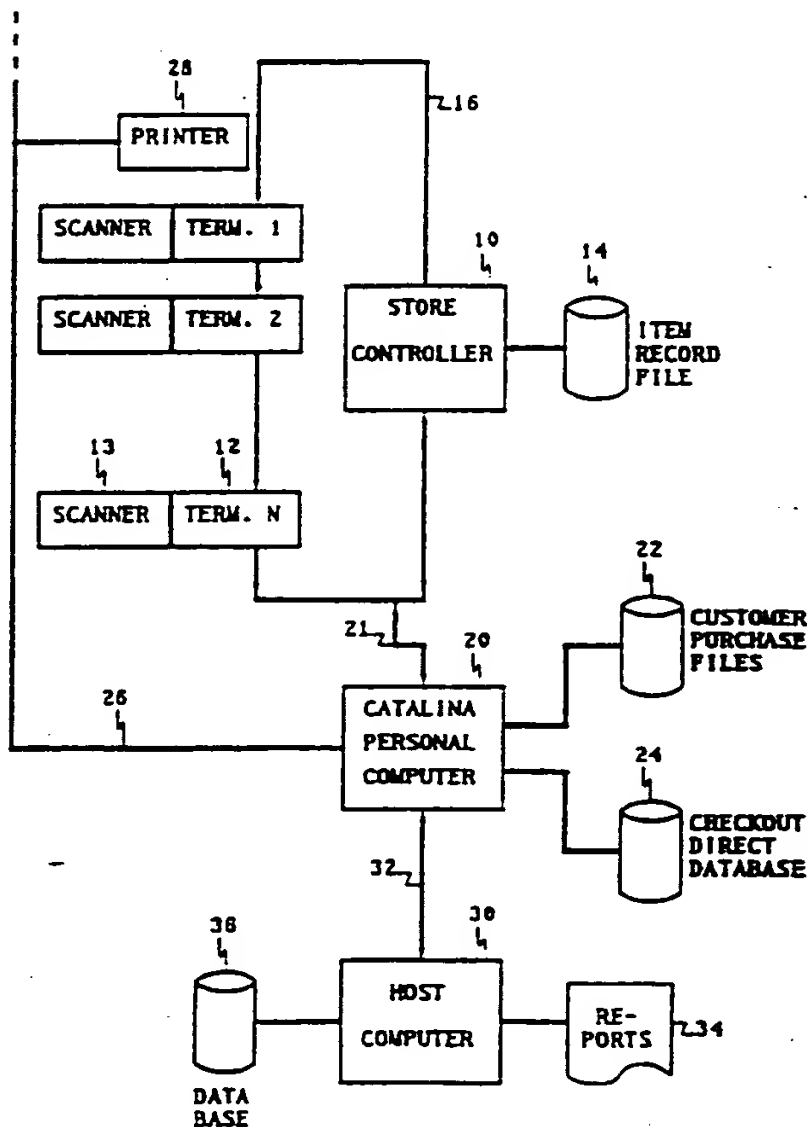 28
PRINTER
16
SCANNER TERM. 1
10
14
SCANNER TERM. 2
STORE
CONTROLLER
ITEM
RECORD
FILE
13
12
SCANNER TERM. N
22
21
20
CUSTOMER
PURCHASE
FILES
26
CATALINA
PERSONAL
COMPUTER
24
CHECKOUT
DIRECT
DATABASE
32
36
30
HOST
COMPUTER
RE-
PORTS
34
DATA
BASE